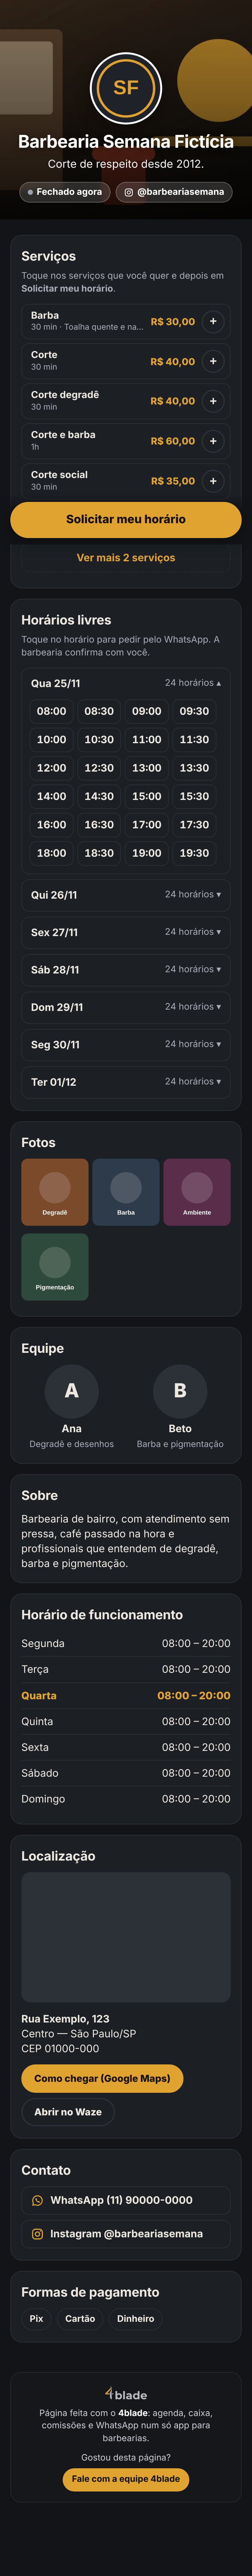 SF
Barbearia Semana Fictícia
Corte de respeito desde 2012.
Fechado agora
@barbeariasemana
Serviços
Toque nos serviços que você quer e depois em
Solicitar meu horário.
Barba
30 min · Toalha quente e na...
R$ 30,00
+
Corte
30 min
R$ 40,00
+
Corte degradê
30 min
R$ 40,00
+
Corte e barba
1h
R$ 60,00
+
Corte social
30 min
R$ 35,00
+
Solicitar meu horário
Ver mais 2 serviços
Horários livres
Toque no horário para pedir pelo WhatsApp. A
barbearia confirma com você.
Qua 25/11 24 horários ▴
08:00 08:30 09:00 09:30
10:00 10:30 11:00 11:30
12:00 12:30 13:00 13:30
14:00 14:30 15:00 15:30
16:00 16:30 17:00 17:30
18:00 18:30 19:00 19:30
Qui 26/11 24 horários ▾
Sex 27/11 24 horários ▾
Sáb 28/11 24 horários ▾
Dom 29/11 24 horários ▾
Seg 30/11 24 horários ▾
Ter 01/12 24 horários ▾
Fotos
Degradê Barba Ambiente
Pigmentação
Equipe
A B
Ana Beto
Degradê e desenhos Barba e pigmentação
Sobre
Barbearia de bairro, com atendimento sem
pressa, café passado na hora e
profissionais que entendem de degradê,
barba e pigmentação.
Horário de funcionamento
Segunda 08:00 – 20:00
Terça 08:00 – 20:00
Quarta 08:00 – 20:00
Quinta 08:00 – 20:00
Sexta 08:00 – 20:00
Sábado 08:00 – 20:00
Domingo 08:00 – 20:00
Localização
Rua Exemplo, 123
Centro — São Paulo/SP
CEP 01000-000
Como chegar (Google Maps)
Abrir no Waze
Contato
WhatsApp (11) 90000-0000
Instagram @barbeariasemana
Formas de pagamento
Pix Cartão Dinheiro
4blade
Página feita com o 4blade: agenda, caixa,
comissões e WhatsApp num só app para
barbearias.
Gostou desta página?
Fale com a equipe 4blade